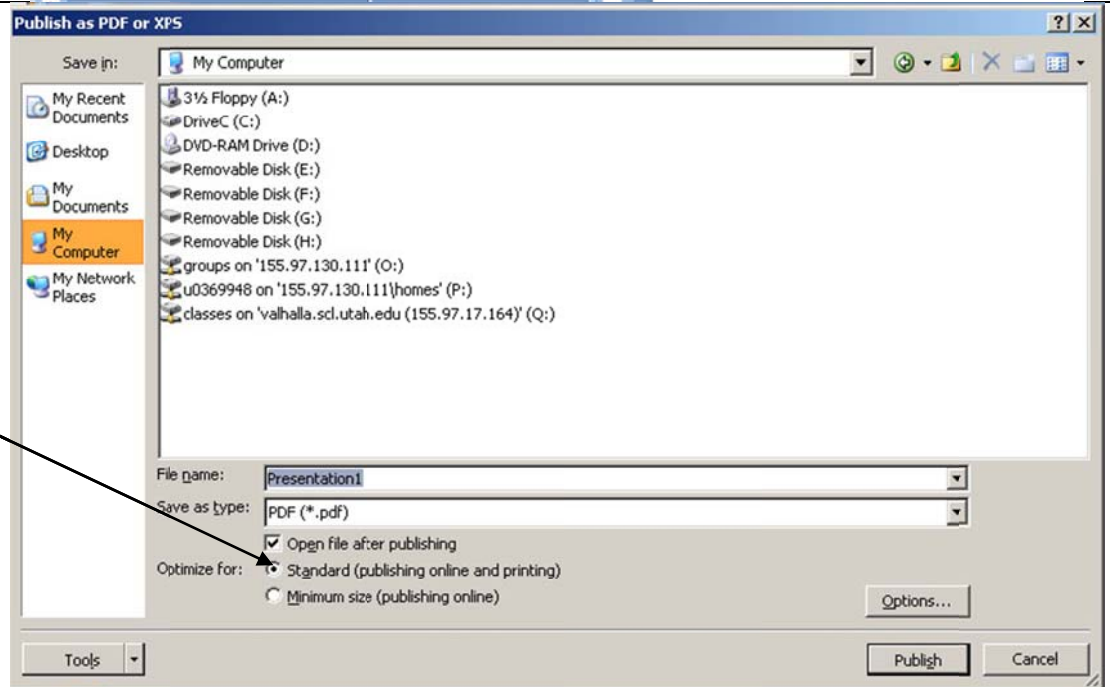 Publish as PDF or XPS
Save in:
My Computer
My Recent
Documents
Desktop
My
Documents
My
Computer
My Network
Places
3½ Floppy (A:)
DriveC (C:)
DVD-RAM Drive (D:)
Removable Disk (E:)
Removable Disk (F:)
Removable Disk (G:)
Removable Disk (H:)
groups on '155.97.130.111' (O:)
u0369948 on '155.97.130.111\homes' (P:)
classes on 'valhalla.scl.utah.edu (155.97.17.164)' (Q:)
File name: Presentation1
Save as type: PDF (*.pdf)
Open file after publishing
Optimize for: Standard (publishing online and printing)
Minimum size (publishing online)
Options...
Tools Publish Cancel